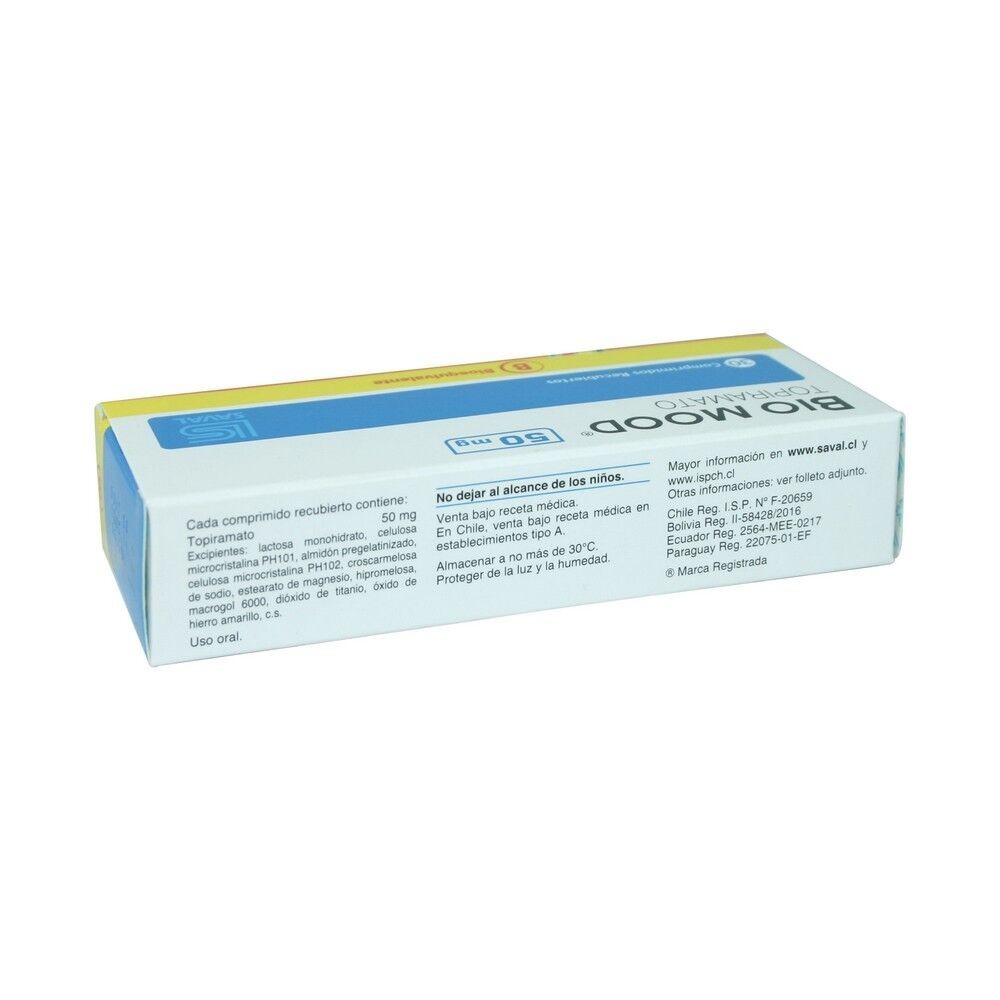 BIO MOOD®
TOPIRAMATO
30 Comprimidos Recubiertos
50 mg
B Bioequivalente
SAVAL
Cada comprimido recubierto contiene:
Topiramato 50 mg
Excipientes: lactosa monohidrato, celulosa
microcristalina PH101, almidón pregelatinizado,
celulosa microcristalina PH102, croscarmelosa
de sodio, estearato de magnesio, hipromelosa,
macrogol 6000, dióxido de titanio, óxido de
hierro amarillo, c.s.
Uso oral.
No dejar al alcance de los niños.
Venta bajo receta médica.
En Chile, venta bajo receta médica en
establecimientos tipo A.
Almacenar a no más de 30°C.
Proteger de la luz y la humedad.
Mayor información en www.saval.cl y
www.ispch.cl
Otras informaciones: ver folleto adjunto.
Chile Reg. I.S.P. N° F-20659
Bolivia Reg. II-58428/2016
Ecuador Reg. 2564-MEE-0217
Paraguay Reg. 22075-01-EF
® Marca Registrada